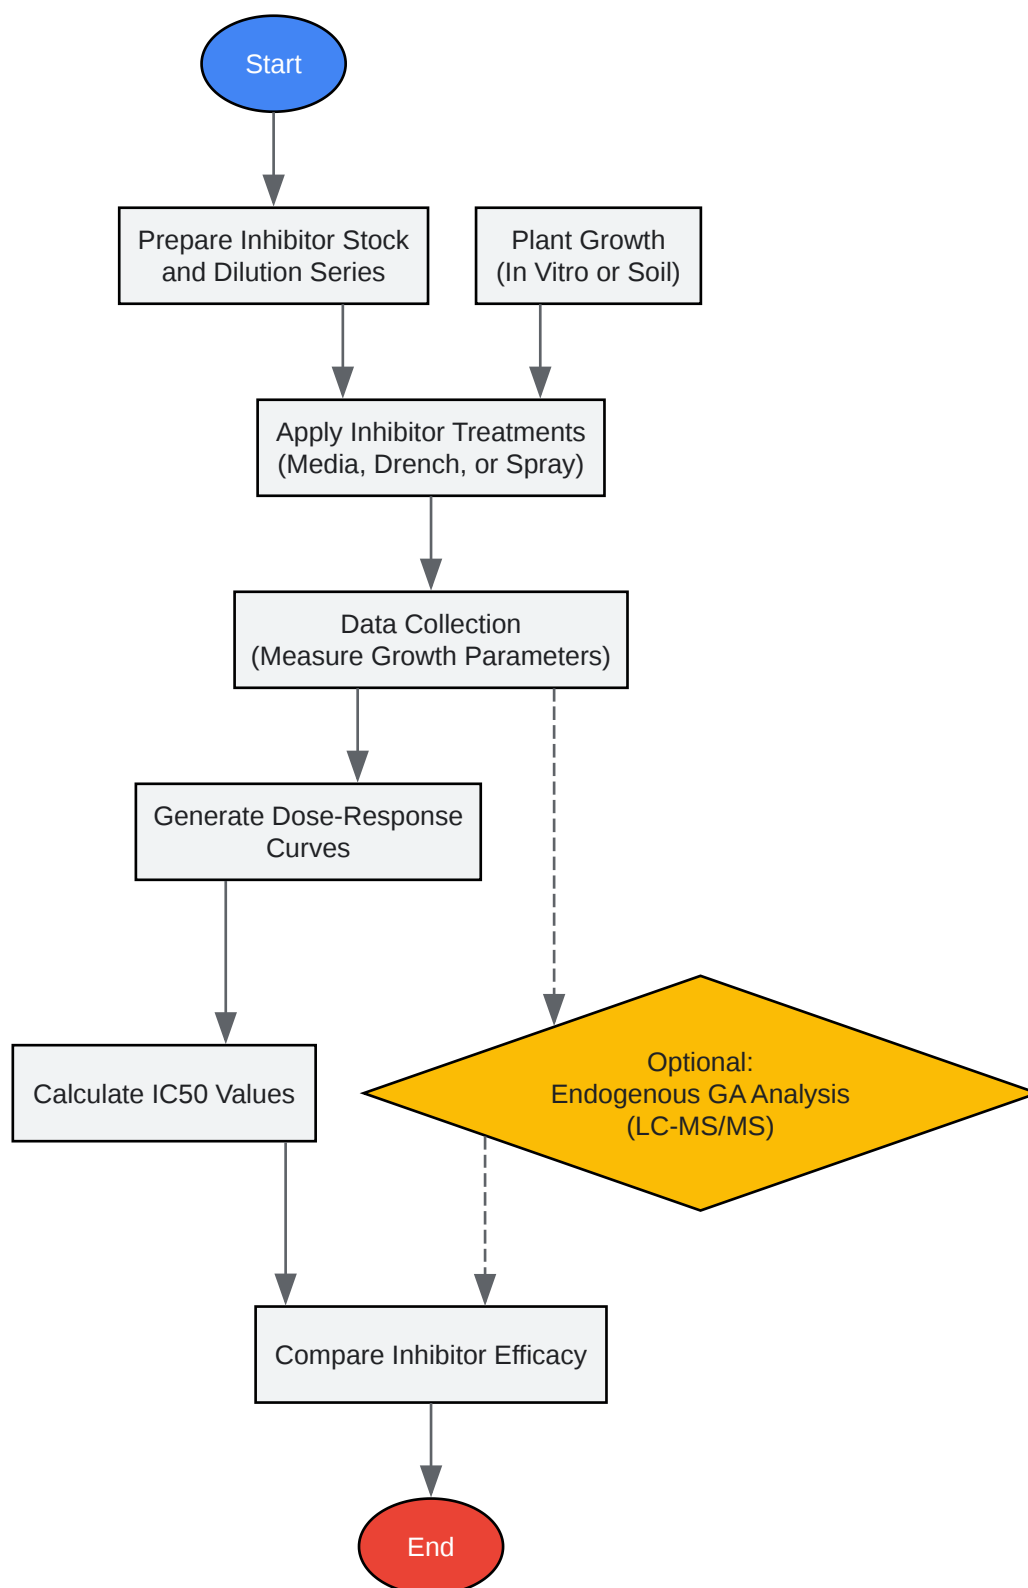 Start
Prepare Inhibitor Stock
and Dilution Series
Plant Growth
(In Vitro or Soil)
Apply Inhibitor Treatments
(Media, Drench, or Spray)
Data Collection
(Measure Growth Parameters)
Generate Dose-Response
Curves
Calculate IC50 Values
Optional:
Endogenous GA Analysis
(LC-MS/MS)
Compare Inhibitor Efficacy
End